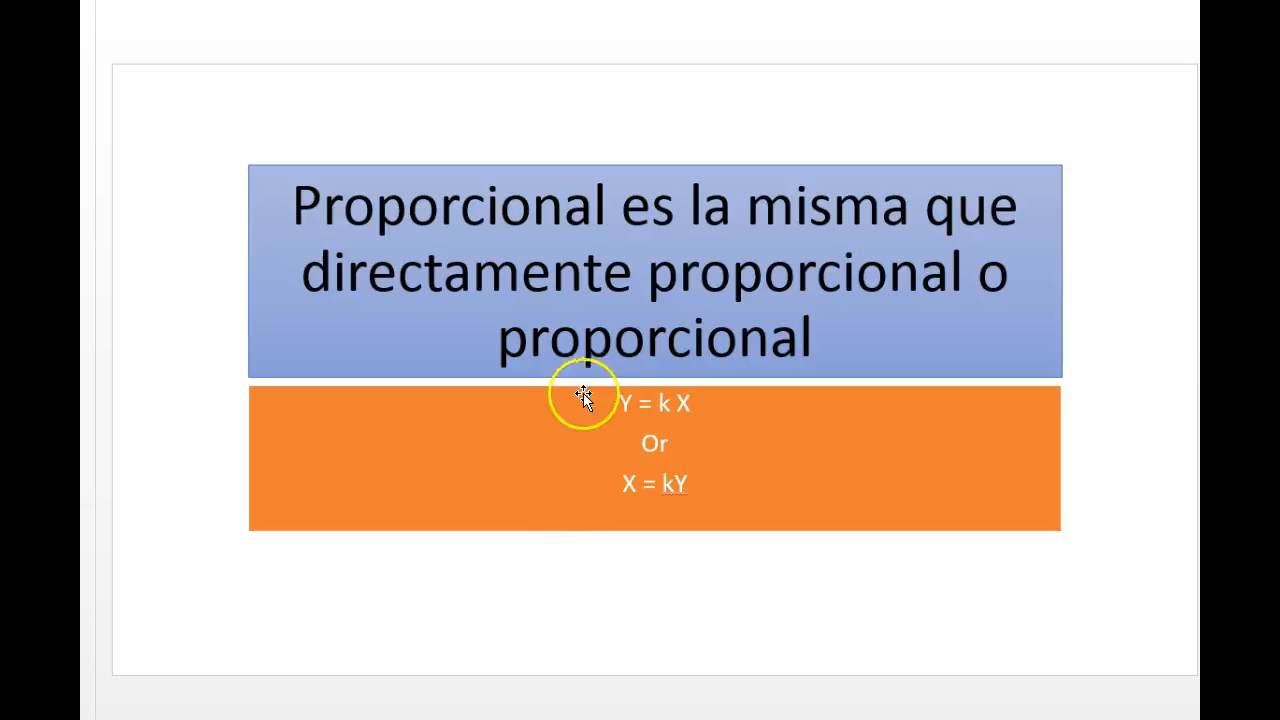 Proporcional es la misma que
directamente proporcional o
proporcional
Y = k X
Or
X = kY